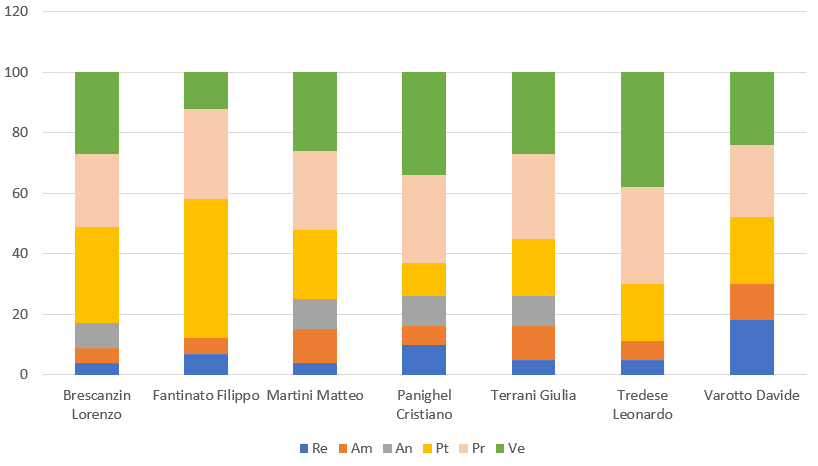 120
100
80
60
40
20
0
Brescanzin Lorenzo
Fantinato Filippo
Martini Matteo
Panighel Cristiano
Terrani Giulia
Tredese Leonardo
Varotto Davide
Re Am An Pt Pr Ve